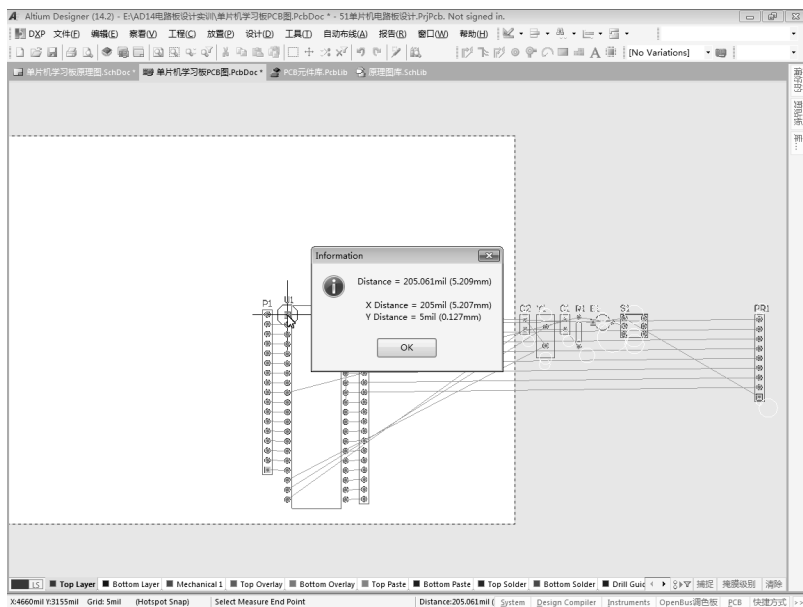 Altium Designer (14.2) - E:\AD14电路板设计实训\单片机学习板PCB图.PcbDoc * - 51单片机电路板设计.PrjPcb. Not signed in.
DXP 文件(F) 编辑(E) 察看(V) 工程(C) 放置(P) 设计(D) 工具(T) 自动布线(A) 报告(R) 窗口(W) 帮助(H)
[No Variations]
单片机学习板原理图.SchDoc * 单片机学习板PCB图.PcbDoc * PCB元件库.PcbLib 原理图库.SchLib
偏好的
剪贴板
库...
Information
Distance = 205.061mil (5.209mm)
X Distance = 205mil (5.207mm)
Y Distance = 5mil (0.127mm)
OK
P1 U1 C2 Y1 C1 R1 E1 S1 PR1
LS Top Layer Bottom Layer Mechanical 1 Top Overlay Bottom Overlay Top Paste Bottom Paste Top Solder Bottom Solder Drill Guid 捕捉 掩膜级别 清除
X:4660mil Y:3155mil Grid: 5mil (Hotspot Snap) Select Measure End Point Distance:205.061mil ( System Design Compiler Instruments OpenBus调色板 PCB 快捷方式 >>